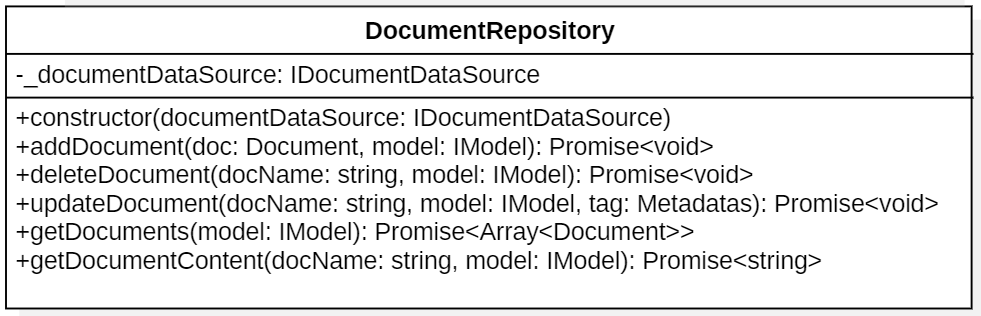 DocumentRepository
-_documentDataSource: IDocumentDataSource
+constructor(documentDataSource: IDocumentDataSource)
+addDocument(doc: Document, model: IModel): Promise<void>
+deleteDocument(docName: string, model: IModel): Promise<void>
+updateDocument(docName: string, model: IModel, tag: Metadatas): Promise<void>
+getDocuments(model: IModel): Promise<Array<Document>>
+getDocumentContent(docName: string, model: IModel): Promise<string>